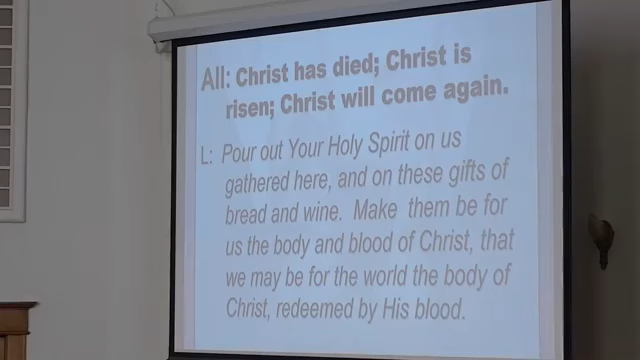 All: Christ has died; Christ is
risen; Christ will come again.
L: Pour out Your Holy Spirit on us
gathered here, and on these gifts of
bread and wine. Make them be for
us the body and blood of Christ, that
we may be for the world the body of
Christ, redeemed by His blood.